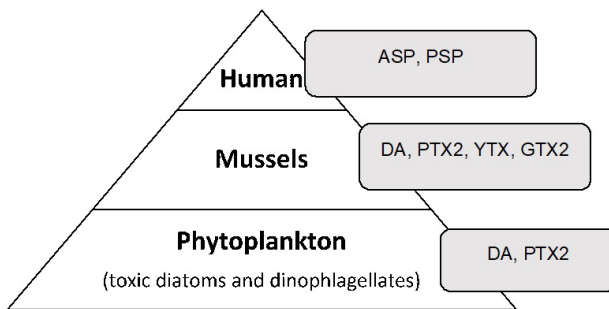 Human
ASP, PSP
Mussels
DA, PTX2, YTX, GTX2
Phytoplankton
(toxic diatoms and dinophlagellates)
DA, PTX2